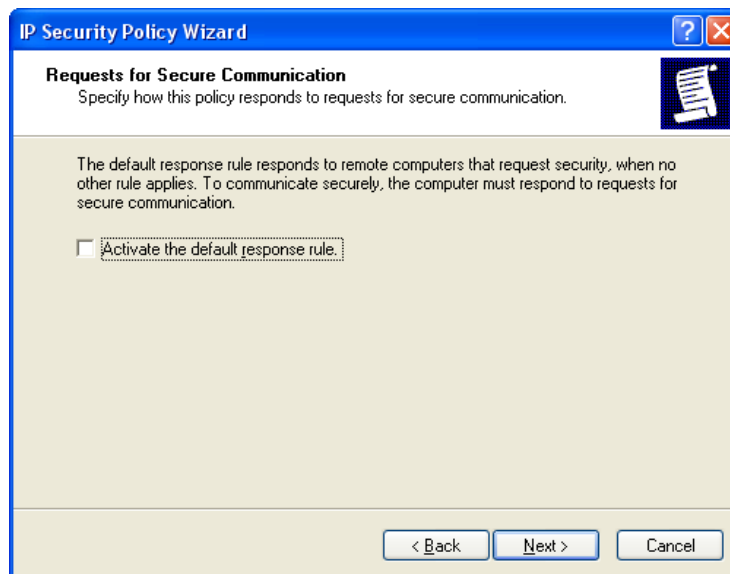 IP Security Policy Wizard
Requests for Secure Communication
Specify how this policy responds to requests for secure communication.
The default response rule responds to remote computers that request security, when no
other rule applies. To communicate securely, the computer must respond to requests for
secure communication.
Activate the default response rule.
< Back
Next >
Cancel